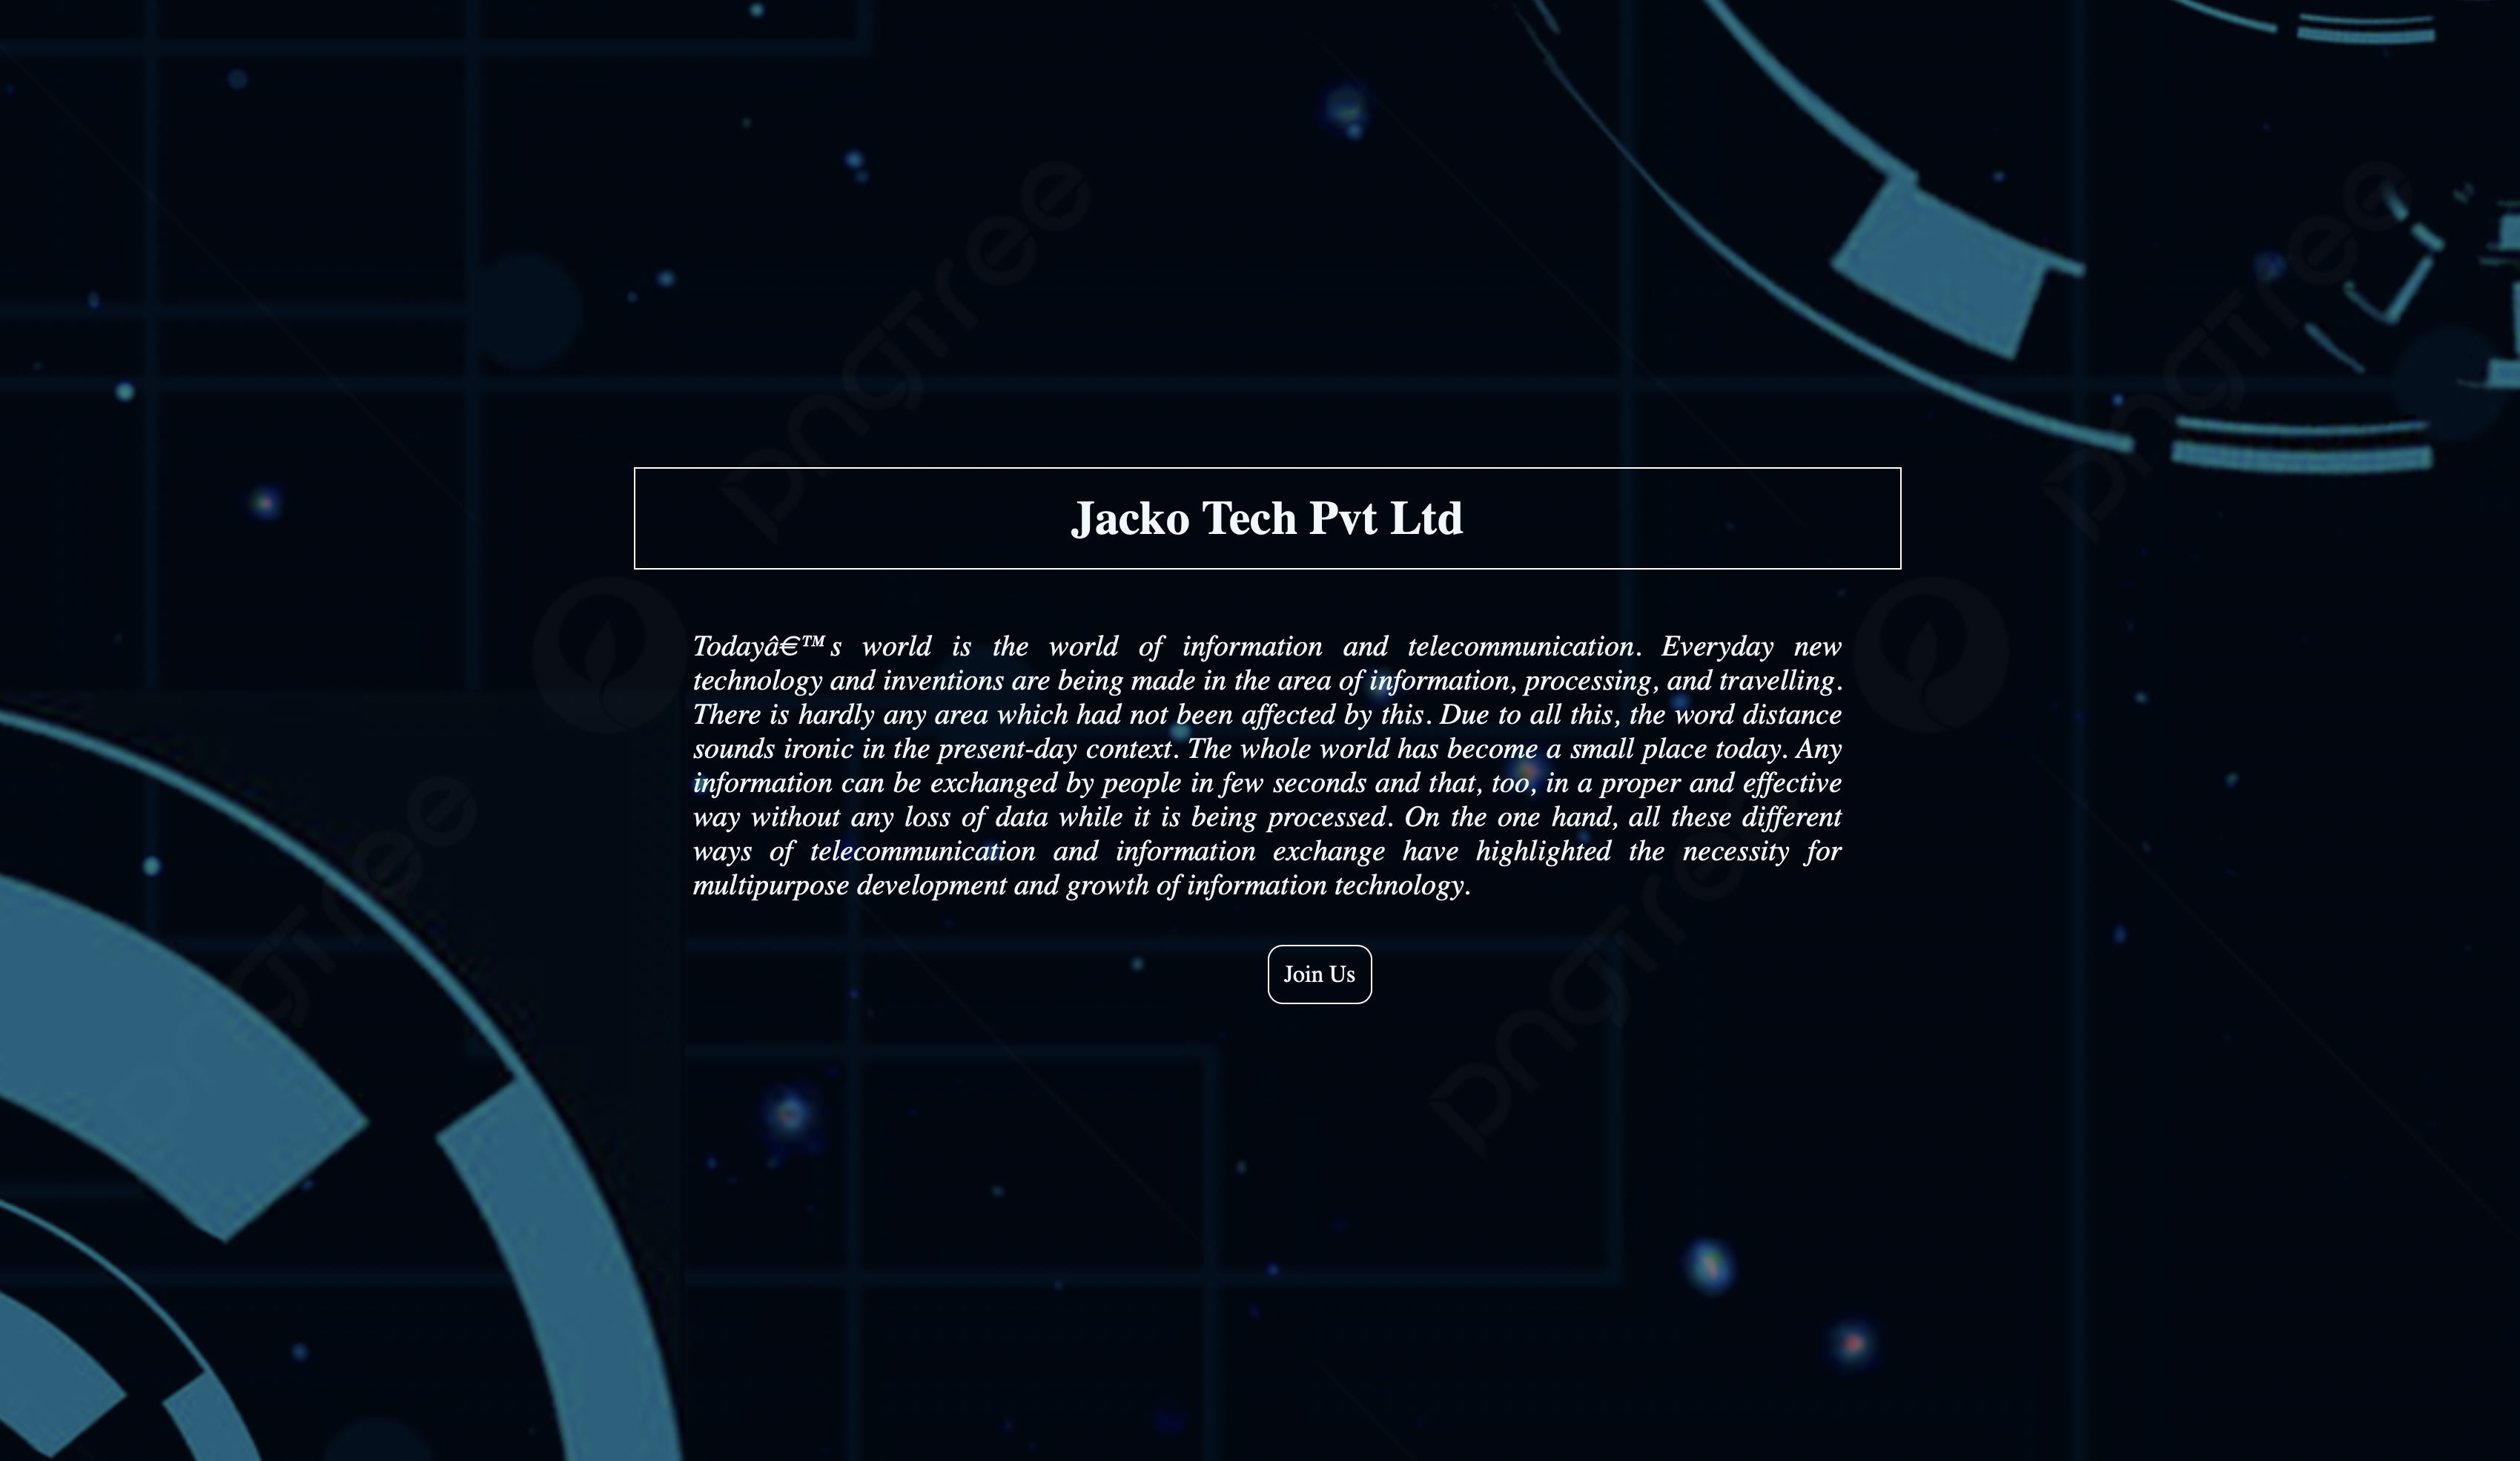 Jacko Tech Pvt Ltd
Todayâ€™s world is the world of information and telecommunication. Everyday new
technology and inventions are being made in the area of information, processing, and travelling.
There is hardly any area which had not been affected by this. Due to all this, the word distance
sounds ironic in the present-day context. The whole world has become a small place today. Any
information can be exchanged by people in few seconds and that, too, in a proper and effective
way without any loss of data while it is being processed. On the one hand, all these different
ways of telecommunication and information exchange have highlighted the necessity for
multipurpose development and growth of information technology.
Join Us
pngtree
pngtree
pngtree
gtree